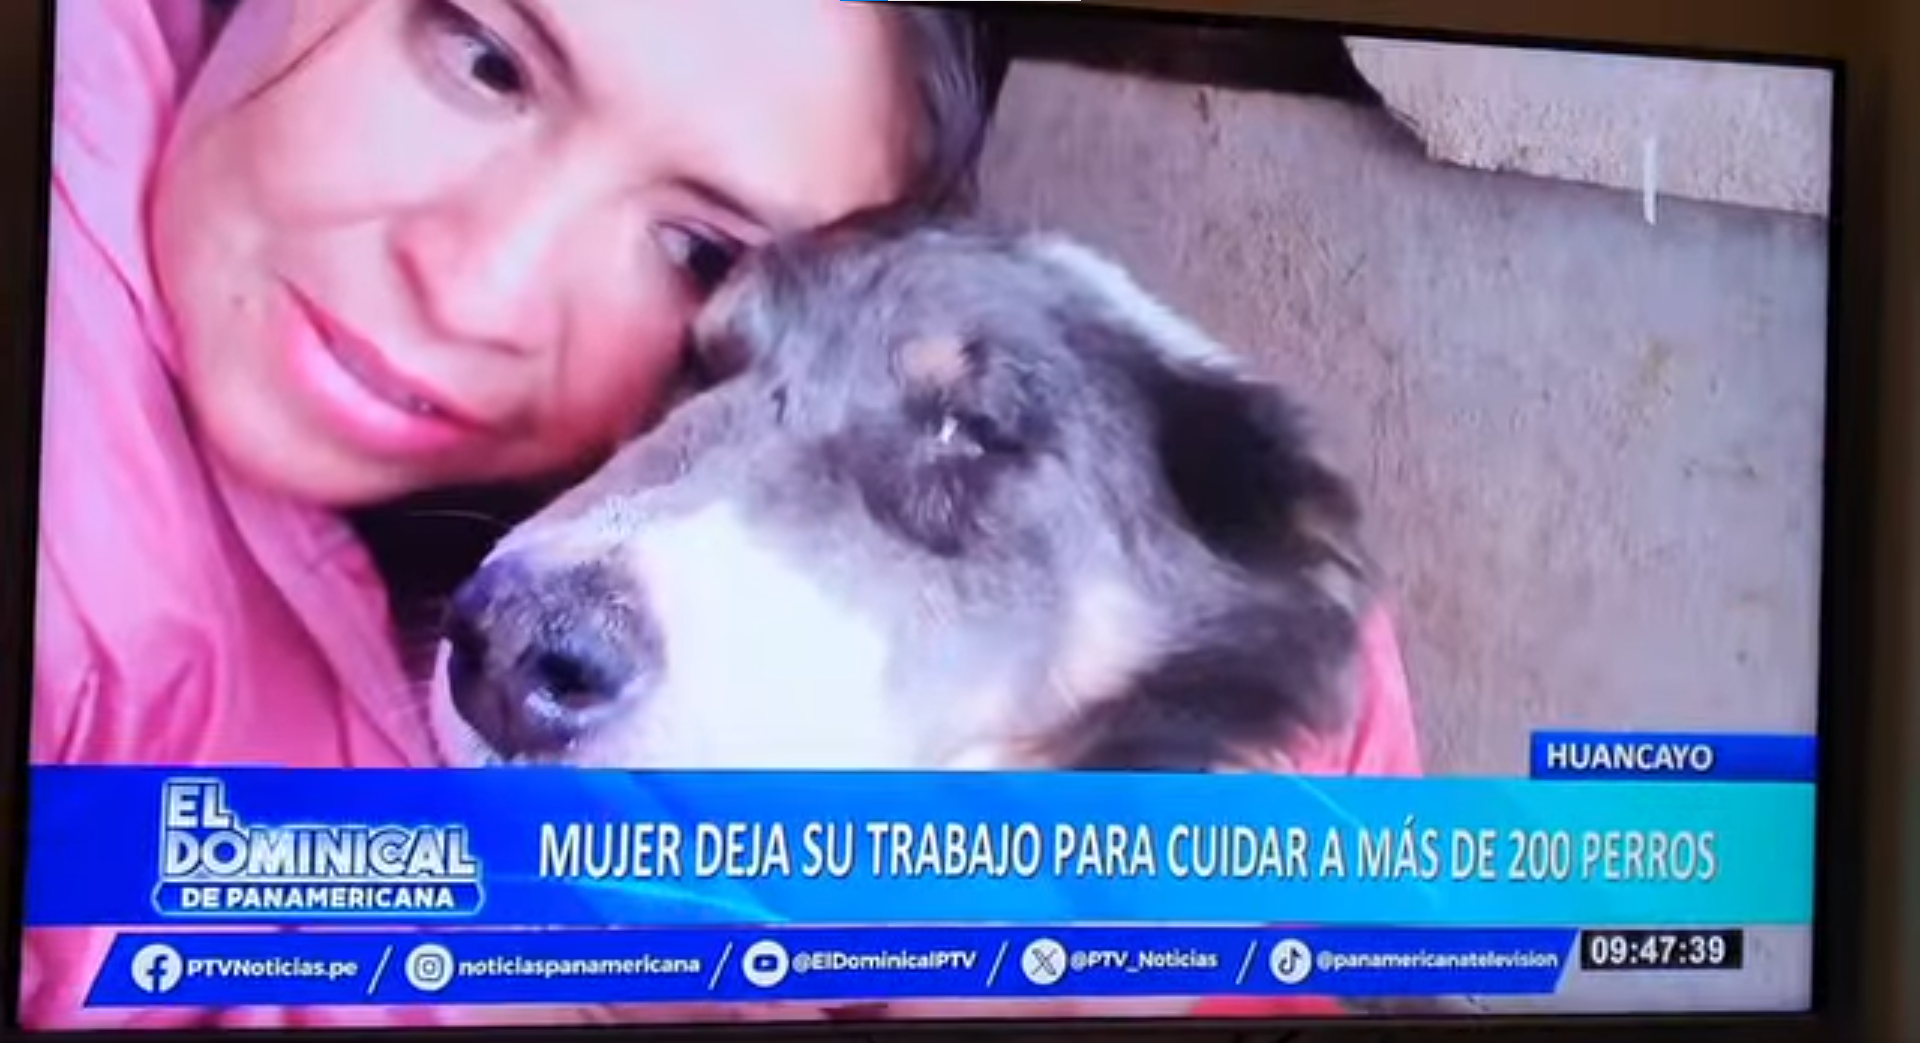 HUANCAYO
EL
DOMINICAL
DE PANAMERICANA
MUJER DEJA SU TRABAJO PARA CUIDAR A MÁS DE 200 PERROS
PTVNoticias.pe / noticiaspanamericana / @ElDominicalPTV / @PTV_Noticias / @panamericanatelevision
09:47:39